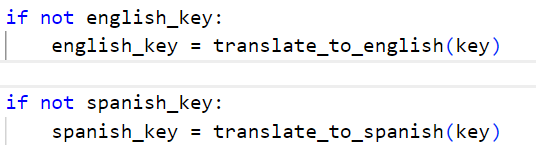 if not english_key:
    english_key = translate_to_english(key)
if not spanish_key:
    spanish_key = translate_to_spanish(key)